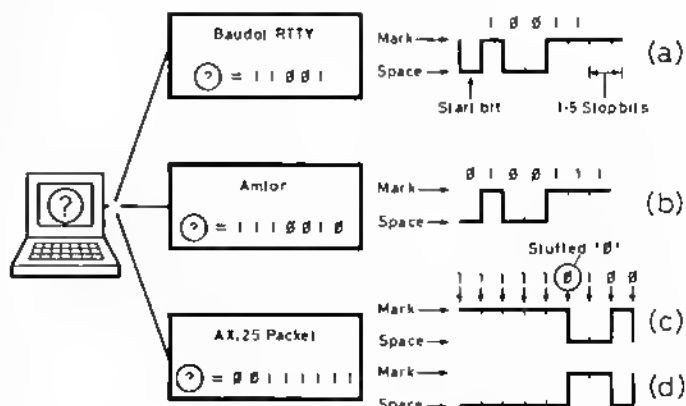 Baudot RTTY
? = 1 1 Ø Ø 1
Mark
Space
1 Ø Ø 1 1
Start bit
1·5 Stopbits
(a)
Amtor
? = 1 1 1 Ø Ø 1 Ø
Mark
Space
Ø 1 Ø Ø 1 1 1
(b)
?
AX.25 Packet
? = Ø Ø 1 1 1 1 1 1
Stuffed 'Ø'
1 1 1 1 1 Ø 1 Ø Ø
Mark
Space
(c)
Mark
Space
(d)